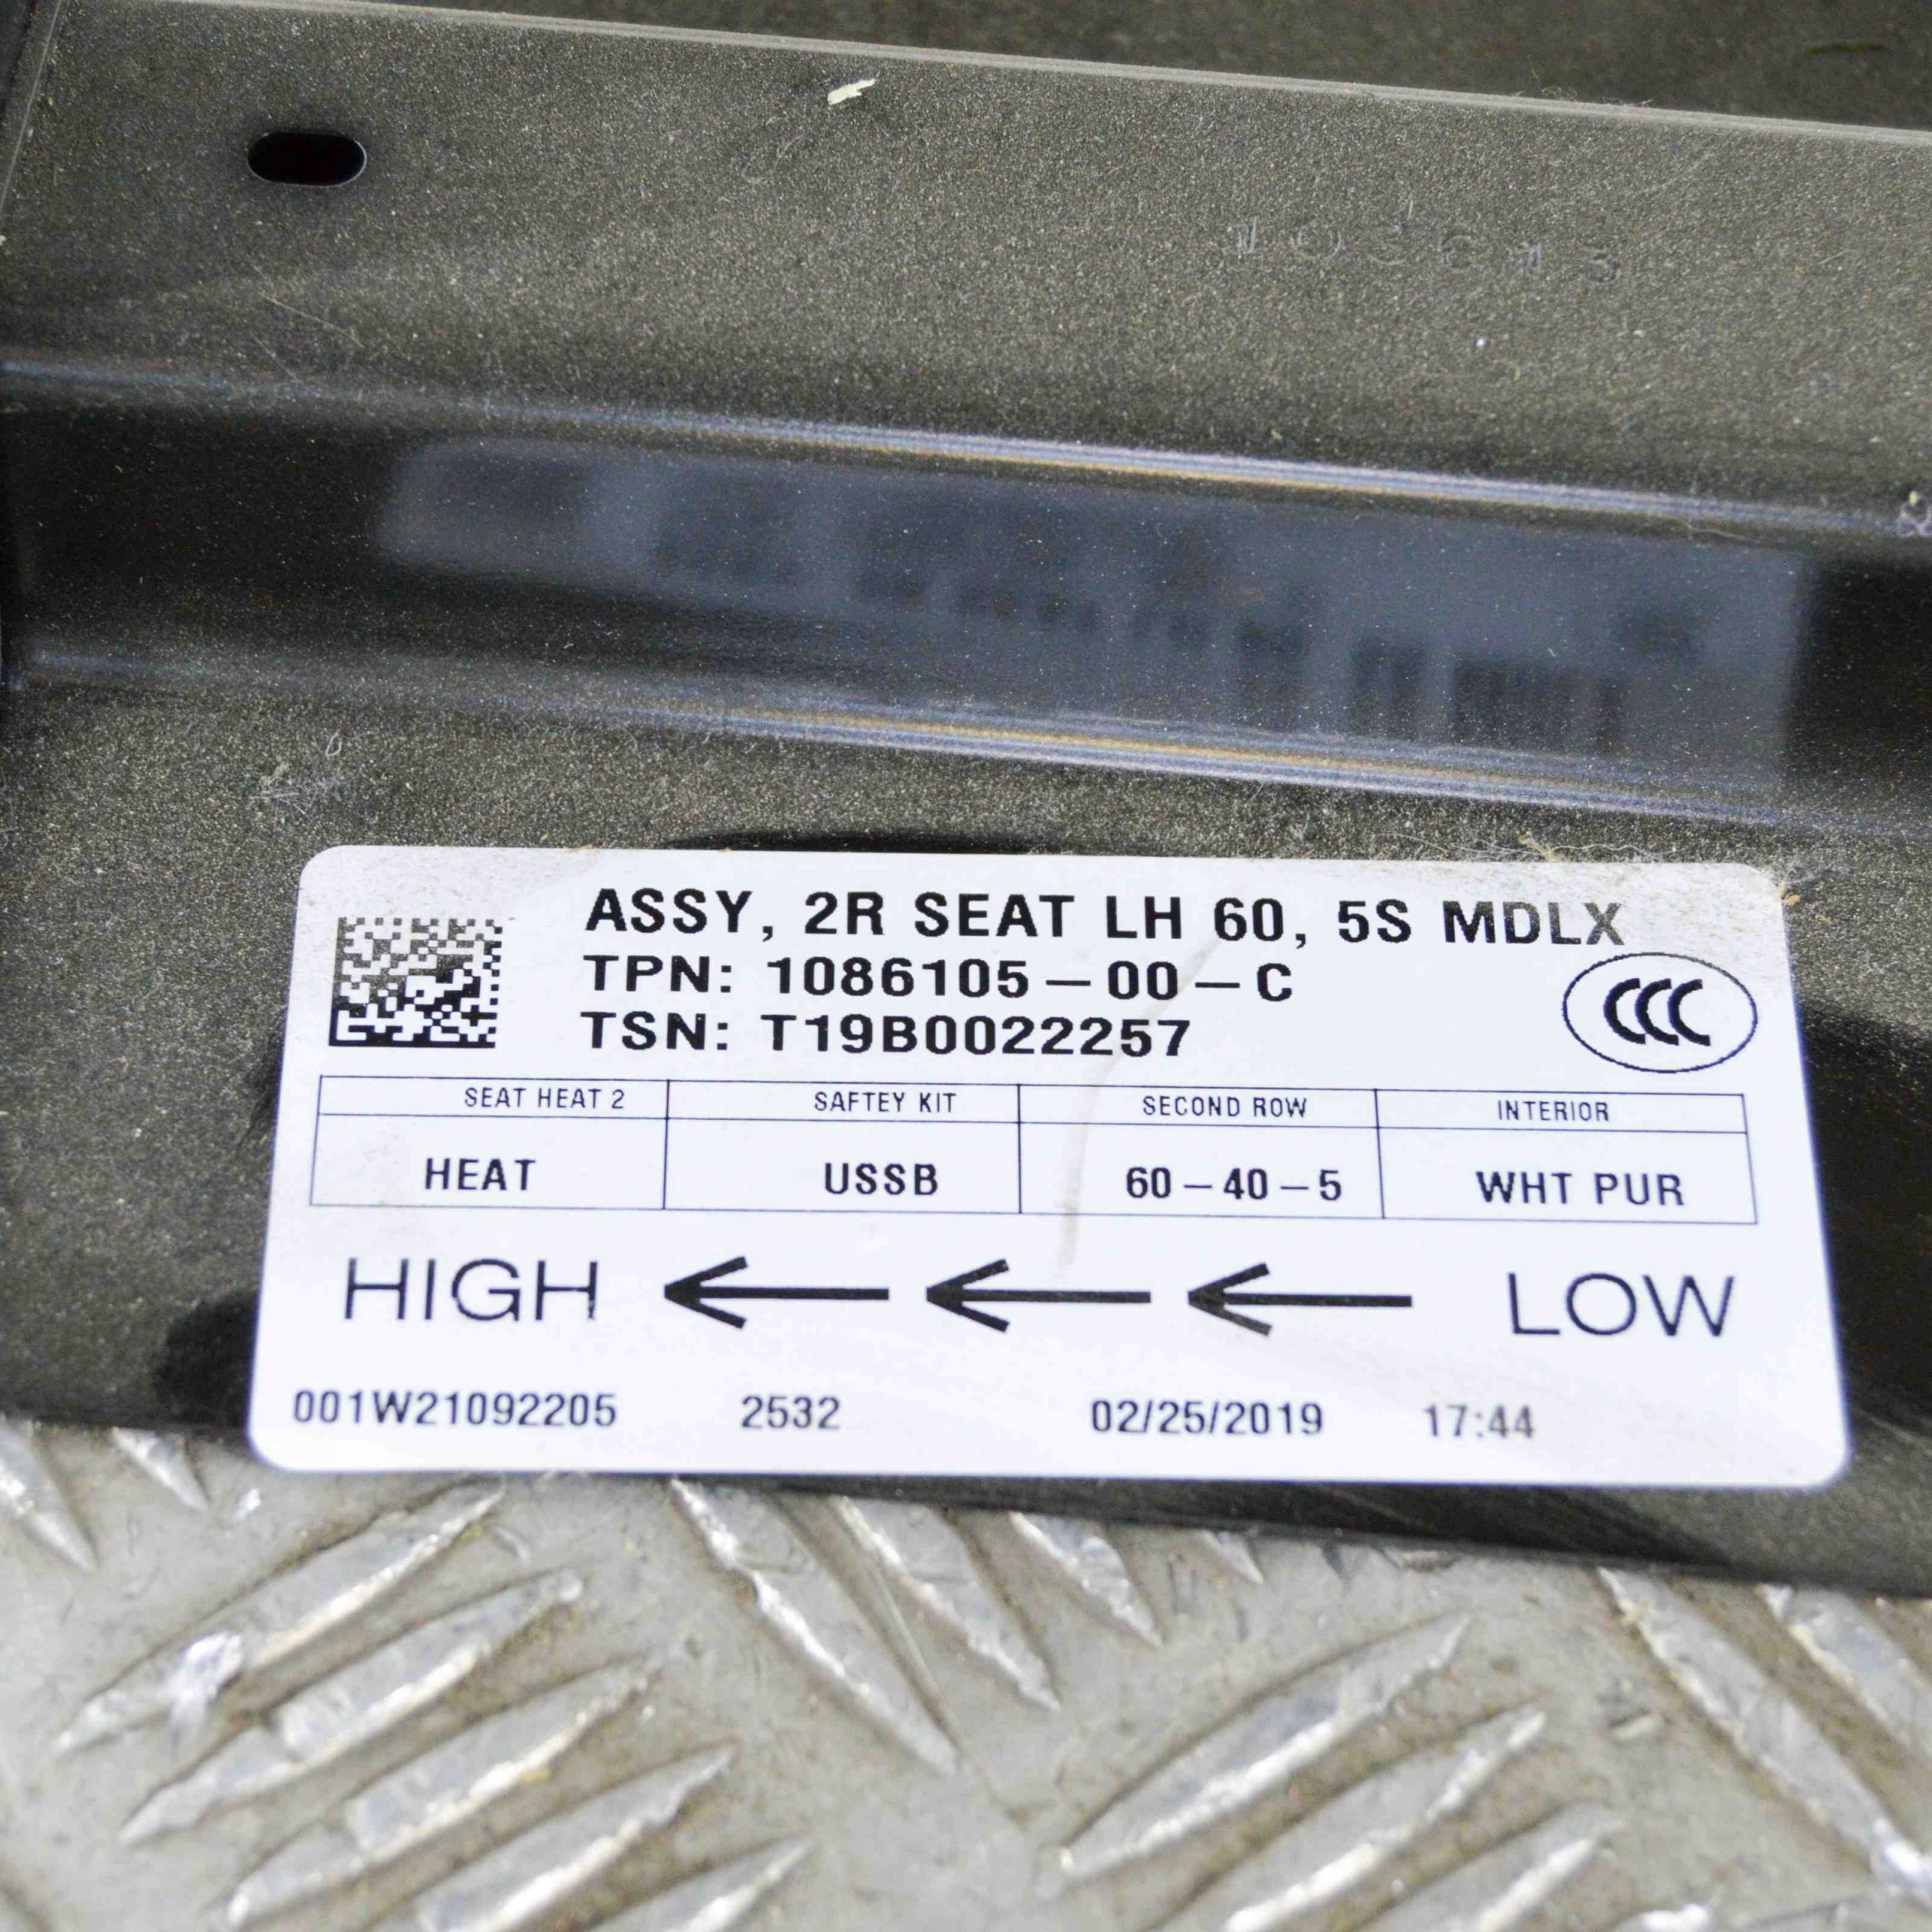 ASSY, 2R SEAT LH 60, 5S MDLX
TPN: 1086105-00-C
TSN: T19B0022257
CCC
SEAT HEAT 2 SAFTEY KIT SECOND ROW INTERIOR
HEAT USSB 60-40-5 WHT PUR
HIGH ← ← ← LOW
001W21092205 2532 02/25/2019 17:44